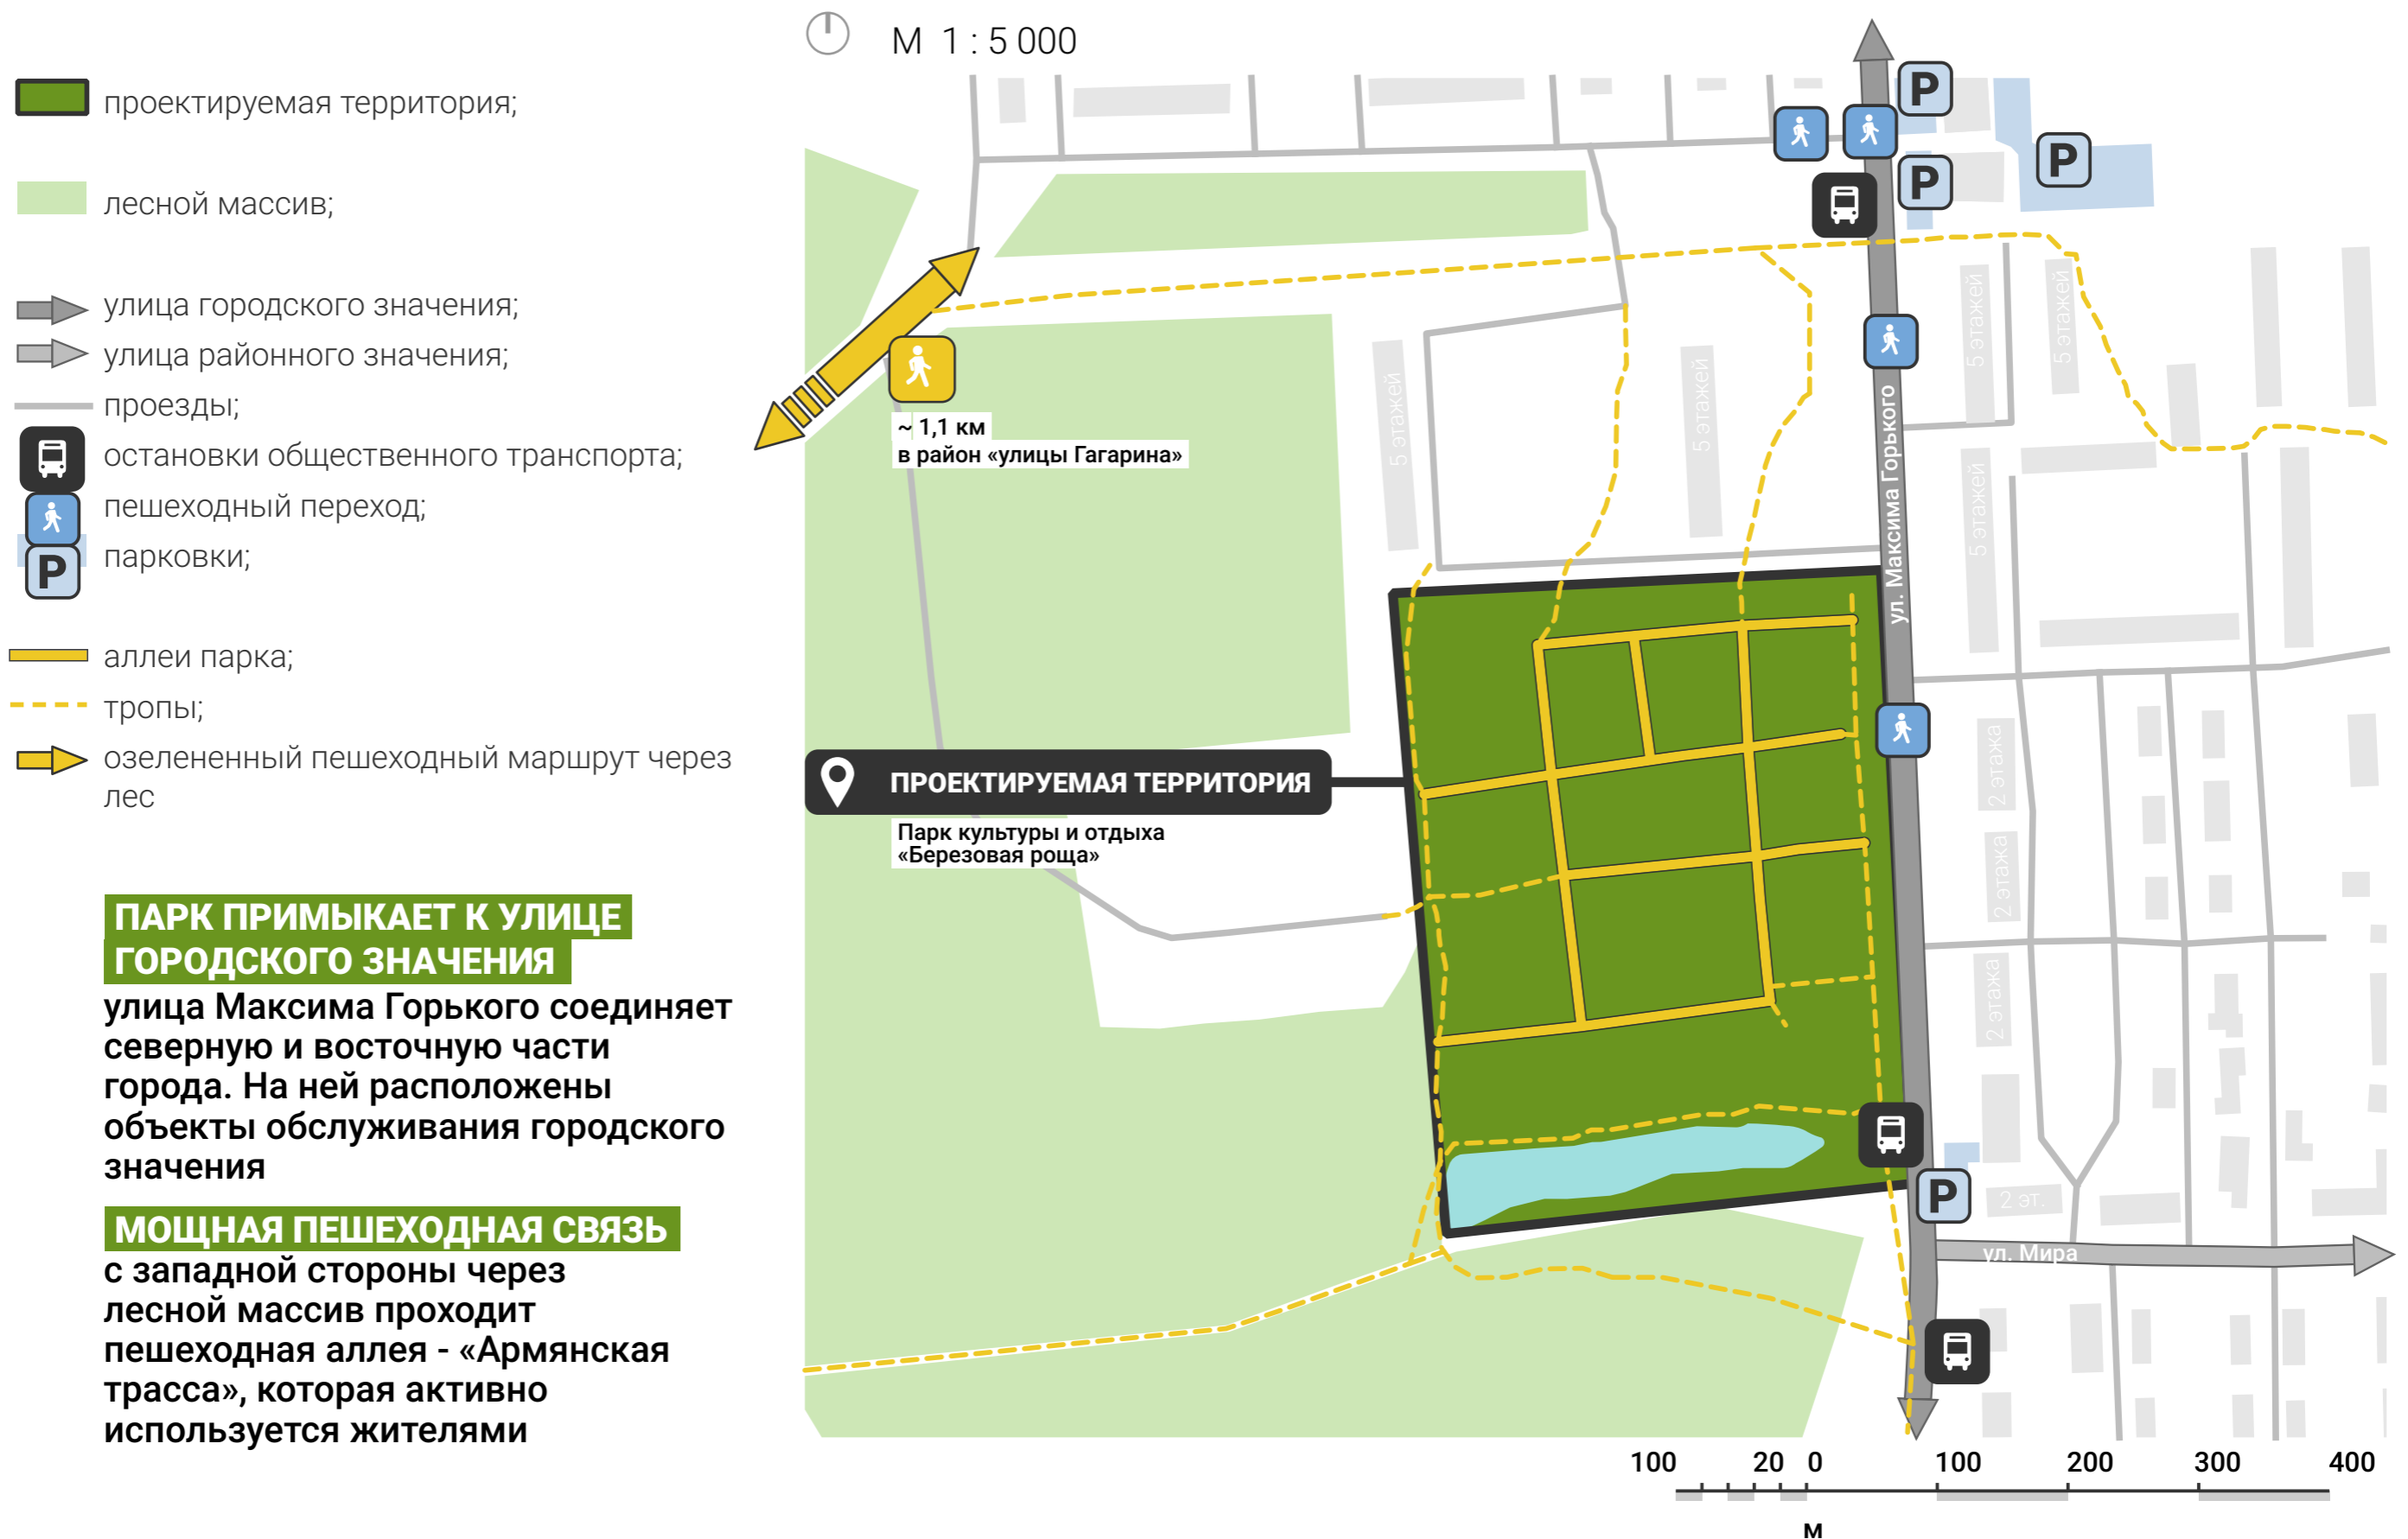 М 1 : 5 000
проектируемая территория;
лесной массив;
улица городского значения;
улица районного значения;
проезды;
остановки общественного транспорта;
пешеходный переход;
P
парковки;
аллеи парка;
тропы;
озелененный пешеходный маршрут через
лес
ПАРК ПРИМЫКАЕТ К УЛИЦЕ
ГОРОДСКОГО ЗНАЧЕНИЯ
улица Максима Горького соединяет
северную и восточную части
города. На ней расположены
объекты обслуживания городского
значения
МОЩНАЯ ПЕШЕХОДНАЯ СВЯЗЬ
с западной стороны через
лесной массив проходит
пешеходная аллея - «Армянская
трасса», которая активно
используется жителями
P
P
P
5 этажей
5 этажей
5 этажей
5 этажей
5 этажей
ул. Максима Горького
~ 1,1 км
в район «улицы Гагарина»
ПРОЕКТИРУЕМАЯ ТЕРРИТОРИЯ
Парк культуры и отдыха
«Березовая роща»
2 этажа
2 этажа
2 этажа
P
2 эт.
ул. Мира
100 20 0 100 200 300 400
м